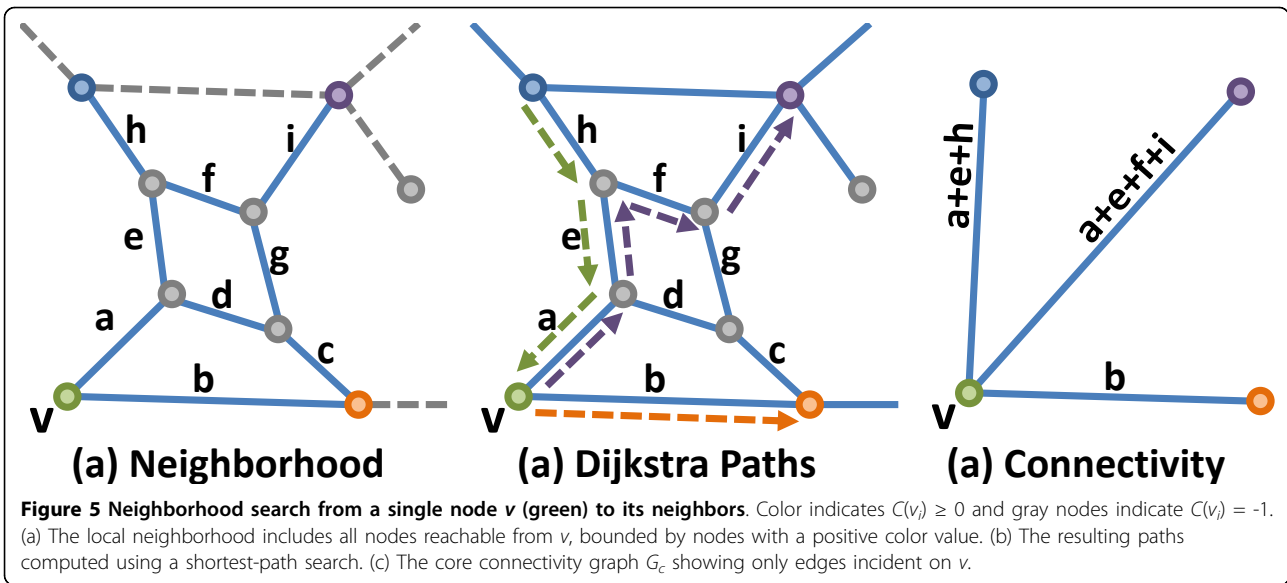 h
i
f
e
g
d
a
c
b
v
(a) Neighborhood
h
i
f
e
g
d
a
c
b
v
(a) Dijkstra Paths
a+e+h
a+e+f+i
b
v
(a) Connectivity
Figure 5 Neighborhood search from a single node v (green) to its neighbors. Color indicates C(vᵢ) ≥ 0 and gray nodes indicate C(vᵢ) = -1.
(a) The local neighborhood includes all nodes reachable from v, bounded by nodes with a positive color value. (b) The resulting paths
computed using a shortest-path search. (c) The core connectivity graph G_c showing only edges incident on v.